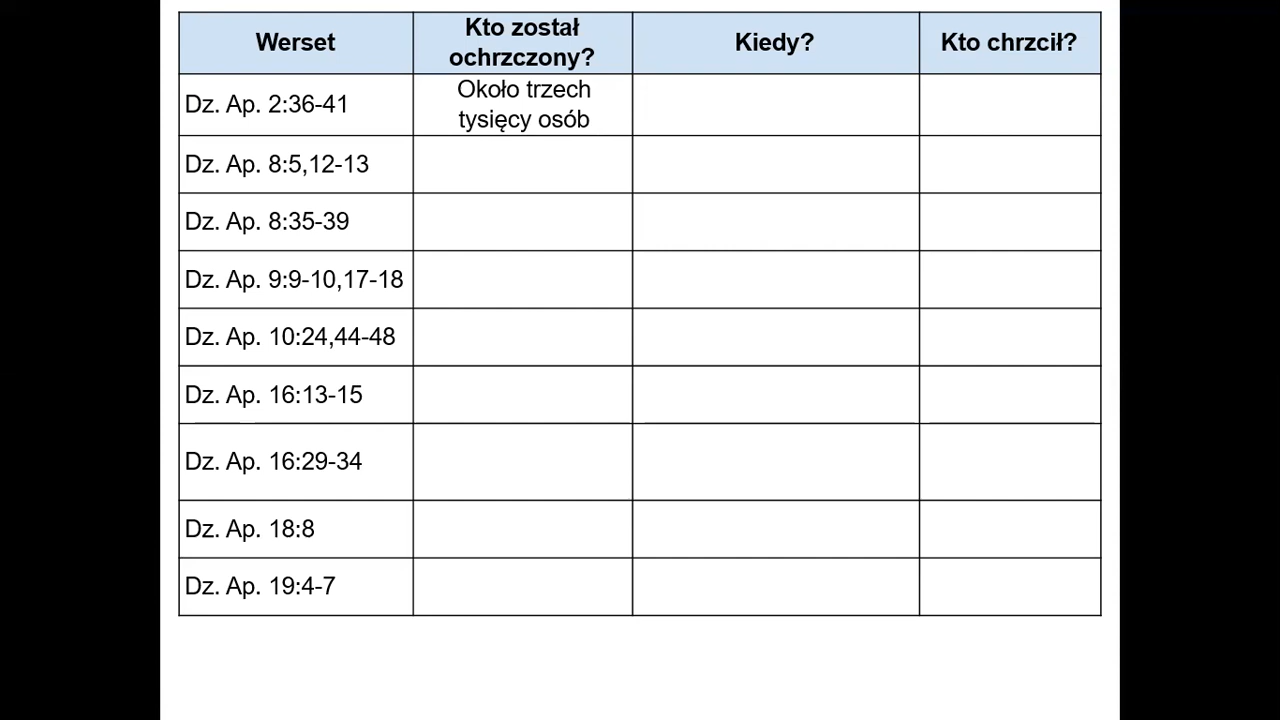 Werset
Kto został
ochrzczony?
Kiedy?
Kto chrzcił?
Dz. Ap. 2:36-41
Około trzech
tysięcy osób
Dz. Ap. 8:5,12-13
Dz. Ap. 8:35-39
Dz. Ap. 9:9-10,17-18
Dz. Ap. 10:24,44-48
Dz. Ap. 16:13-15
Dz. Ap. 16:29-34
Dz. Ap. 18:8
Dz. Ap. 19:4-7